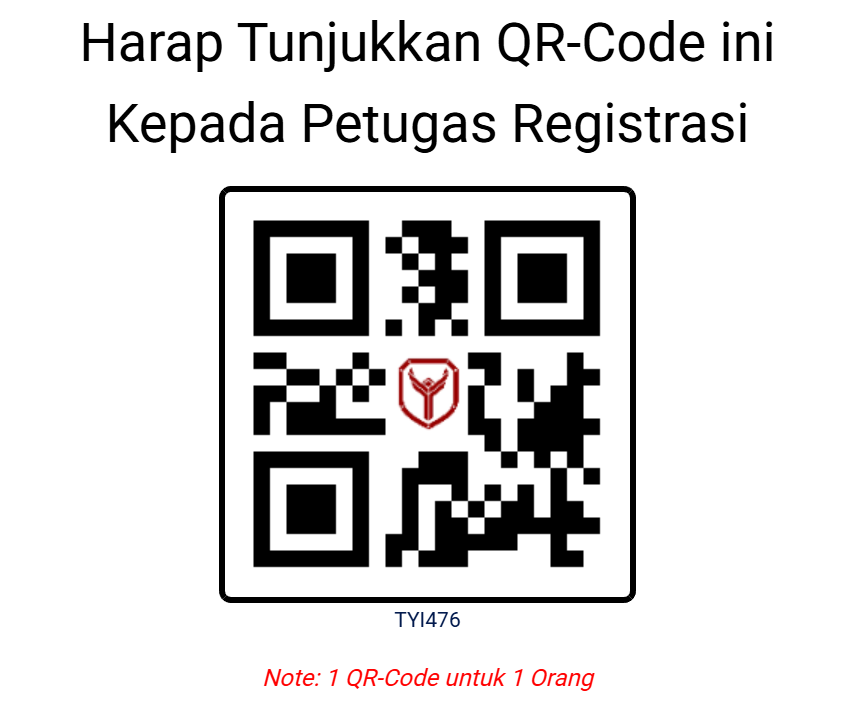 Harap Tunjukkan QR-Code ini
Kepada Petugas Registrasi
TYI476
Note: 1 QR-Code untuk 1 Orang